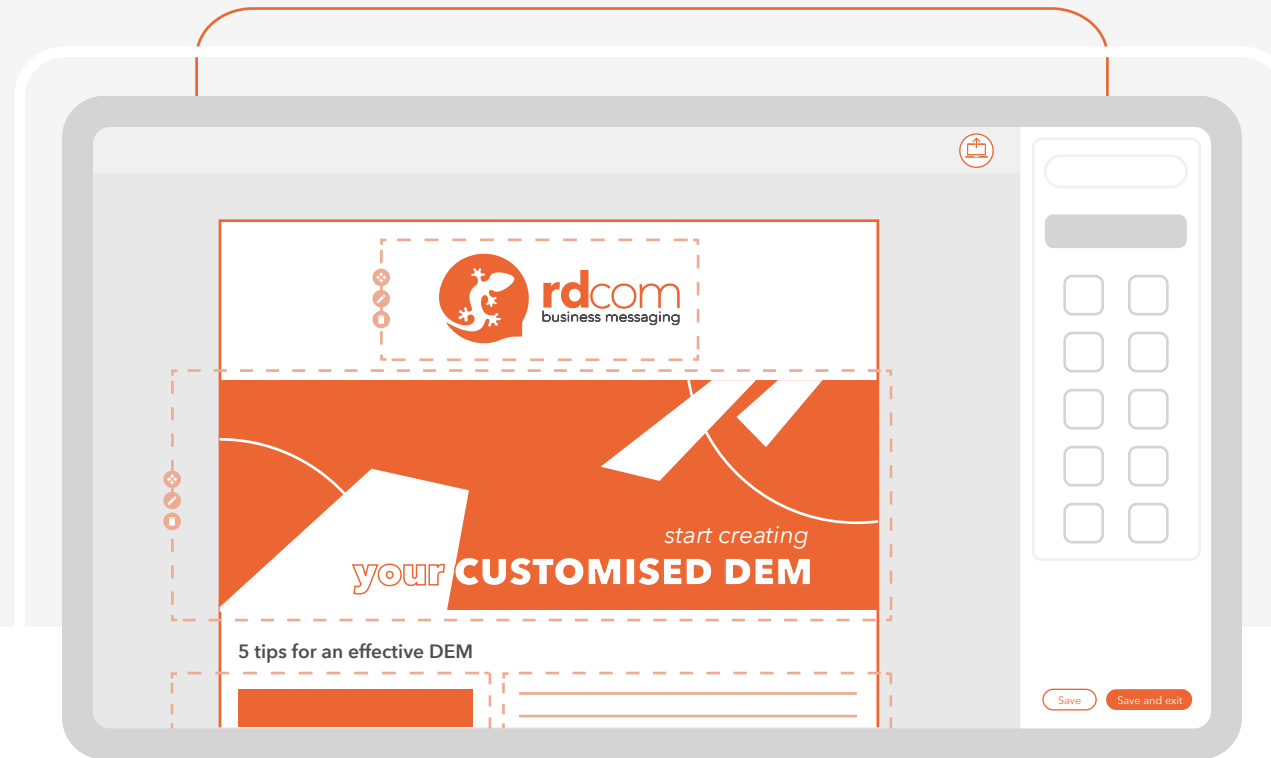 rdcom
business messaging
start creating
your CUSTOMISED DEM
5 tips for an effective DEM
Save
Save and exit